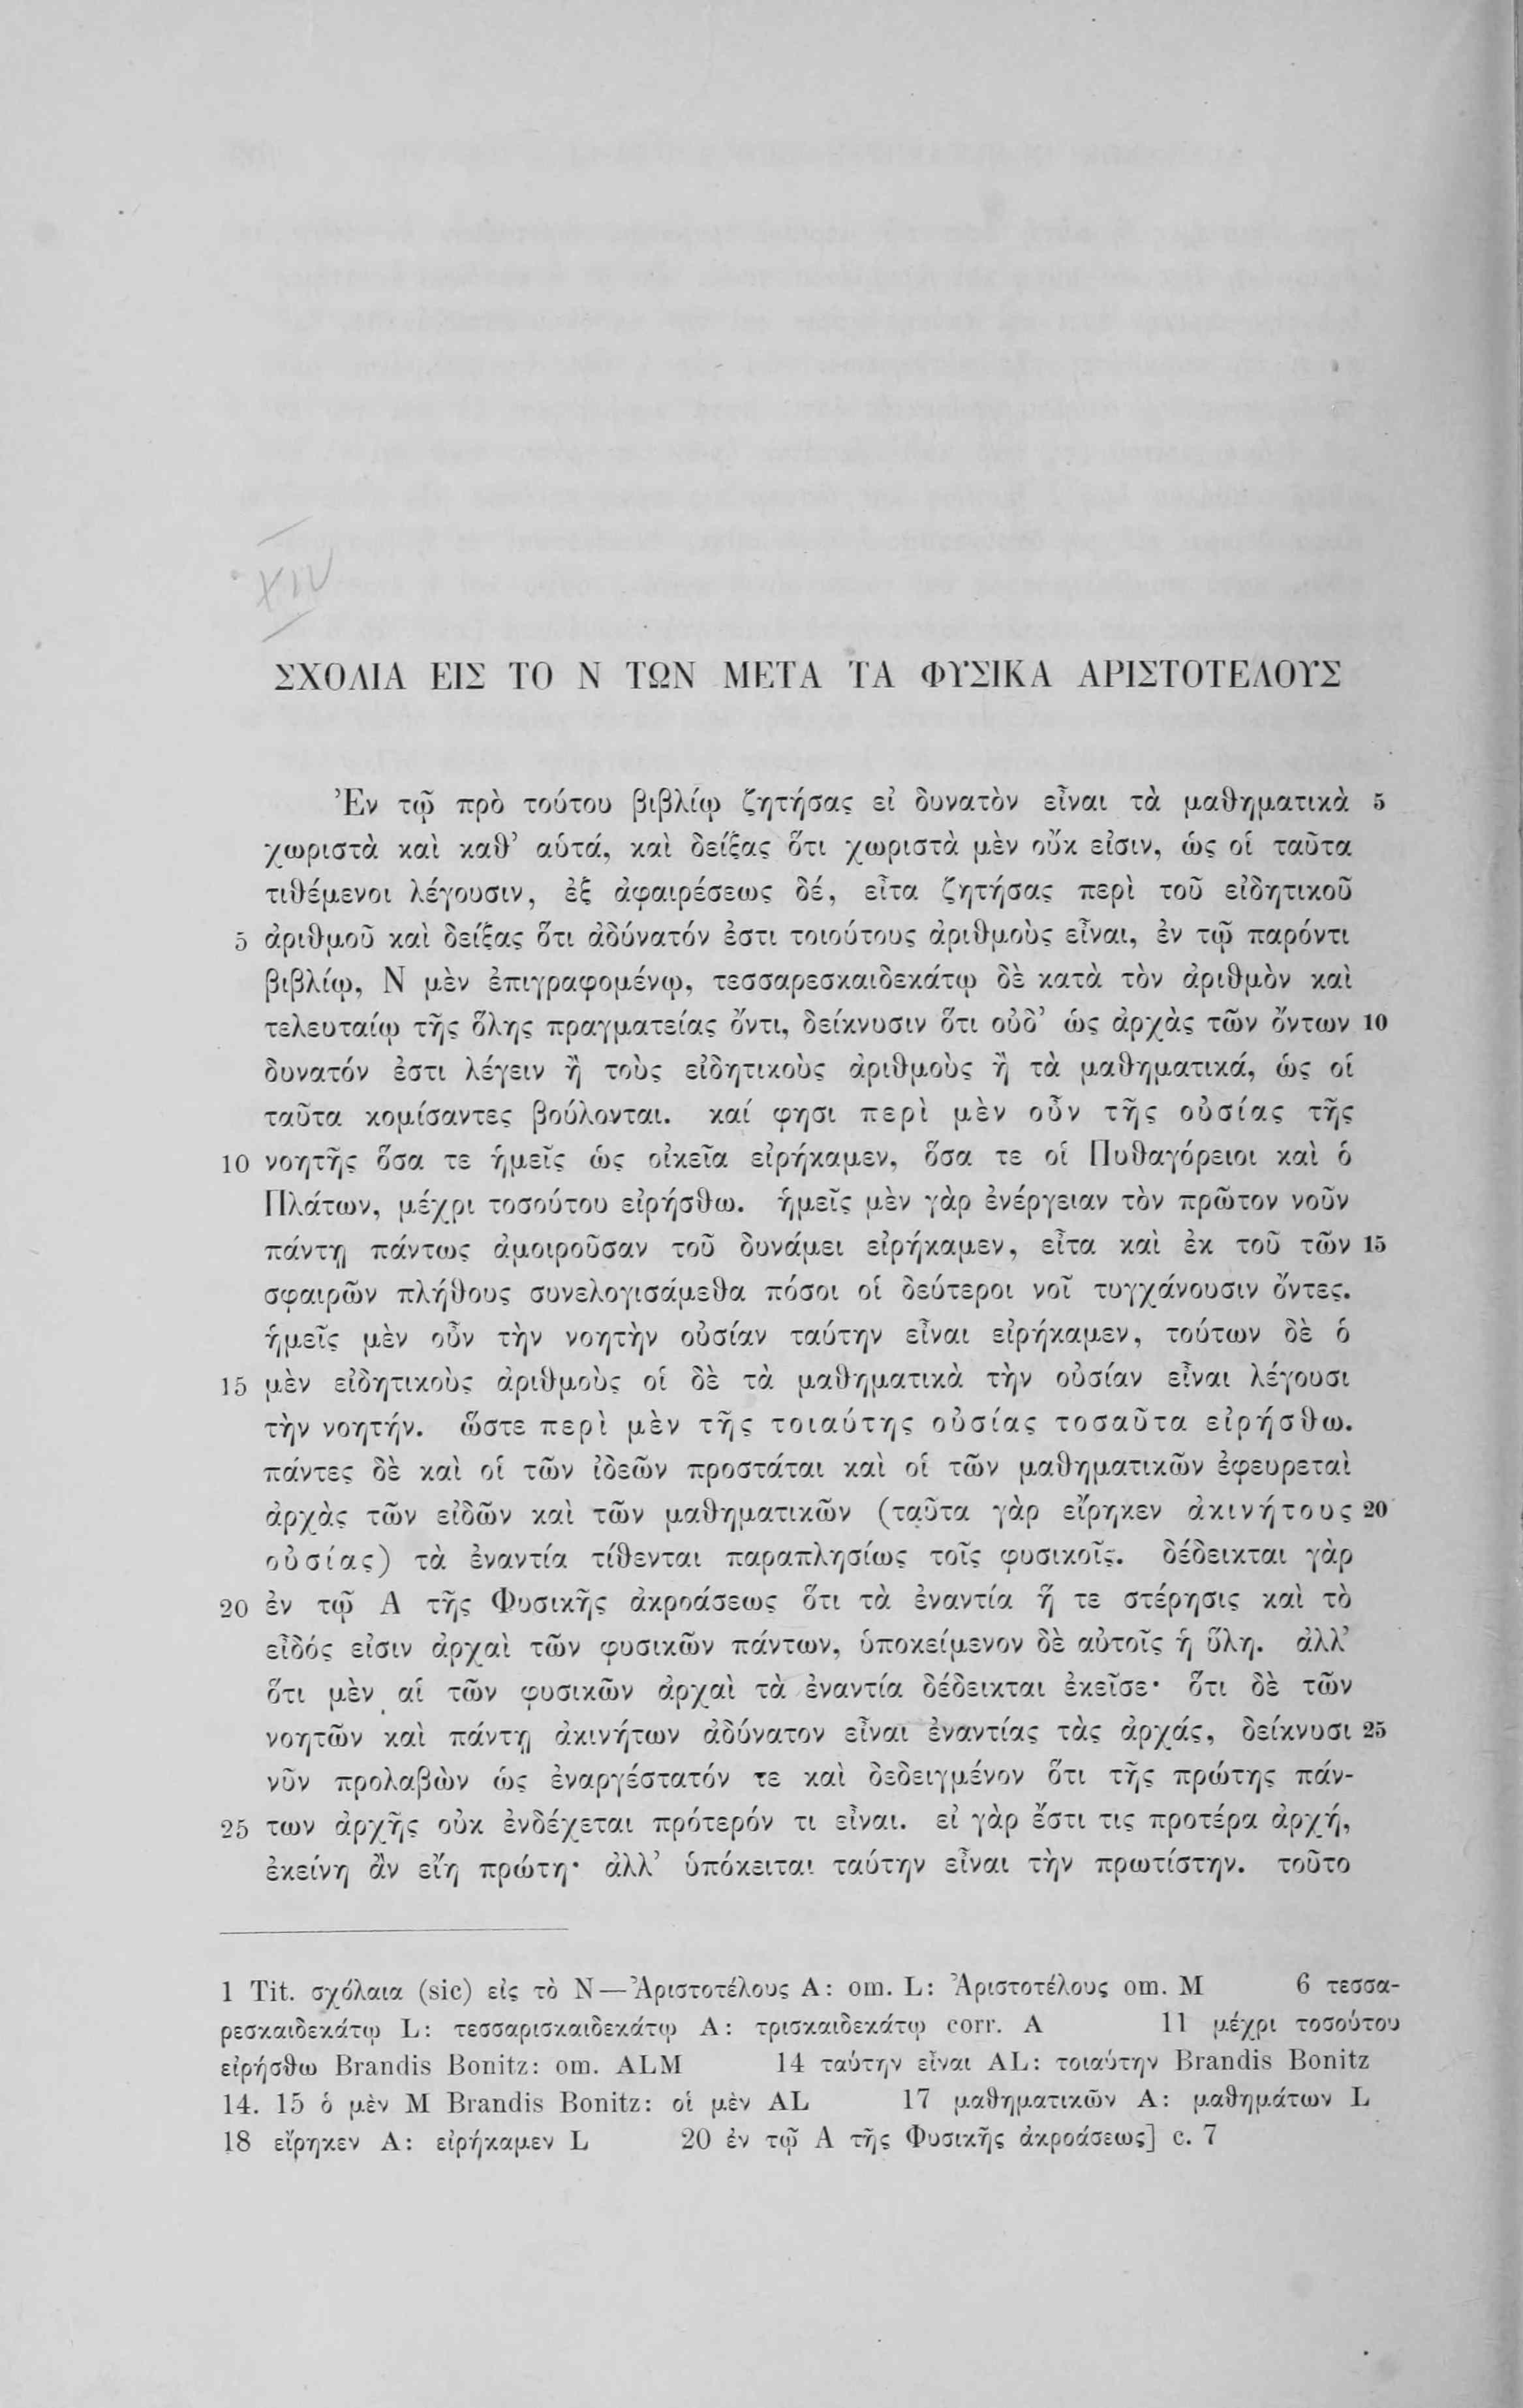 XIV
ΣΧΟΛΙΑ ΕΙΣ ΤΟ Ν ΤΩΝ ΜΕΤΑ ΤΑ ΦΥΣΙΚΑ ΑΡΙΣΤΟΤΕΛΟΥΣ
Ἐν τῷ πρὸ τούτου βιβλίῳ ζητήσας εἰ δυνατὸν εἶναι τὰ μαθηματικὰ 5
χωριστὰ καὶ καθ’ αὑτά, καὶ δείξας ὅτι χωριστὰ μὲν οὔκ εἰσιν, ὡς οἱ ταῦτα
τιθέμενοι λέγουσιν, ἐξ ἀφαιρέσεως δέ, εἶτα ζητήσας περὶ τοῦ εἰδητικοῦ
5 ἀριθμοῦ καὶ δείξας ὅτι ἀδύνατόν ἐστι τοιούτους ἀριθμοὺς εἶναι, ἐν τῷ παρόντι
βιβλίῳ, Ν μὲν ἐπιγραφομένῳ, τεσσαρεσκαιδεκάτῳ δὲ κατὰ τὸν ἀριθμὸν καὶ
τελευταίῳ τῆς ὅλης πραγματείας ὄντι, δείκνυσιν ὅτι οὐδ’ ὡς ἀρχὰς τῶν ὄντων 10
δυνατόν ἐστι λέγειν ἢ τοὺς εἰδητικοὺς ἀριθμοὺς ἢ τὰ μαθηματικά, ὡς οἱ
ταῦτα κομίσαντες βούλονται. καί φησι περὶ μὲν οὖν τῆς οὐσίας τῆς
10 νοητῆς ὅσα τε ἡμεῖς ὡς οἰκεῖα εἰρήκαμεν, ὅσα τε οἱ Πυθαγόρειοι καὶ ὁ
Πλάτων, μέχρι τοσούτου εἰρήσθω. ἡμεῖς μὲν γὰρ ἐνέργειαν τὸν πρῶτον νοῦν
πάντῃ πάντως ἀμοιροῦσαν τοῦ δυνάμει εἰρήκαμεν, εἶτα καὶ ἐκ τοῦ τῶν 15
σφαιρῶν πλήθους συνελογισάμεθα πόσοι οἱ δεύτεροι νοῖ τυγχάνουσιν ὄντες.
ἡμεῖς μὲν οὖν τὴν νοητὴν οὐσίαν ταύτην εἶναι εἰρήκαμεν, τούτων δὲ ὁ
15 μὲν εἰδητικοὺς ἀριθμοὺς οἱ δὲ τὰ μαθηματικὰ τὴν οὐσίαν εἶναι λέγουσι
τὴν νοητήν. ὥστε περὶ μὲν τῆς τοιαύτης οὐσίας τοσαῦτα εἰρήσθω.
πάντες δὲ καὶ οἱ τῶν ἰδεῶν προστάται καὶ οἱ τῶν μαθηματικῶν ἐφευρεταὶ
ἀρχὰς τῶν εἰδῶν καὶ τῶν μαθηματικῶν (ταῦτα γὰρ εἴρηκεν ἀκινήτους 20
οὐσίας) τὰ ἐναντία τίθενται παραπλησίως τοῖς φυσικοῖς. δέδεικται γὰρ
20 ἐν τῷ Α τῆς Φυσικῆς ἀκροάσεως ὅτι τὰ ἐναντία ἥ τε στέρησις καὶ τὸ
εἶδός εἰσιν ἀρχαὶ τῶν φυσικῶν πάντων, ὑποκείμενον δὲ αὐτοῖς ἡ ὕλη. ἀλλ’
ὅτι μὲν αἱ τῶν φυσικῶν ἀρχαὶ τὰ ἐναντία δέδεικται ἐκεῖσε· ὅτι δὲ τῶν
νοητῶν καὶ πάντῃ ἀκινήτων ἀδύνατον εἶναι ἐναντίας τὰς ἀρχάς, δείκνυσι 25
νῦν προλαβὼν ὡς ἐναργέστατόν τε καὶ δεδειγμένον ὅτι τῆς πρώτης πάν-
25 των ἀρχῆς οὐκ ἐνδέχεται πρότερόν τι εἶναι. εἰ γὰρ ἔστι τις προτέρα ἀρχή,
ἐκείνη ἂν εἴη πρώτη· ἀλλ’ ὑπόκειται ταύτην εἶναι τὴν πρωτίστην. τοῦτο
1 Tit. σχόλαια (sic) εἰς τὸ Ν — Ἀριστοτέλους A: om. L: Ἀριστοτέλους om. M 6 τεσσα-
ρεσκαιδεκάτῳ L: τεσσαρισκαιδεκάτῳ A: τρισκαιδεκάτῳ corr. A 11 μέχρι τοσούτου
εἰρήσθω Brandis Bonitz: om. ALM 14 ταύτην εἶναι AL: τοιαύτην Brandis Bonitz
14. 15 ὁ μὲν M Brandis Bonitz: οἱ μὲν AL 17 μαθηματικῶν A: μαθημάτων L
18 εἴρηκεν A: εἰρήκαμεν L 20 ἐν τῷ Α τῆς Φυσικῆς ἀκροάσεως] c. 7